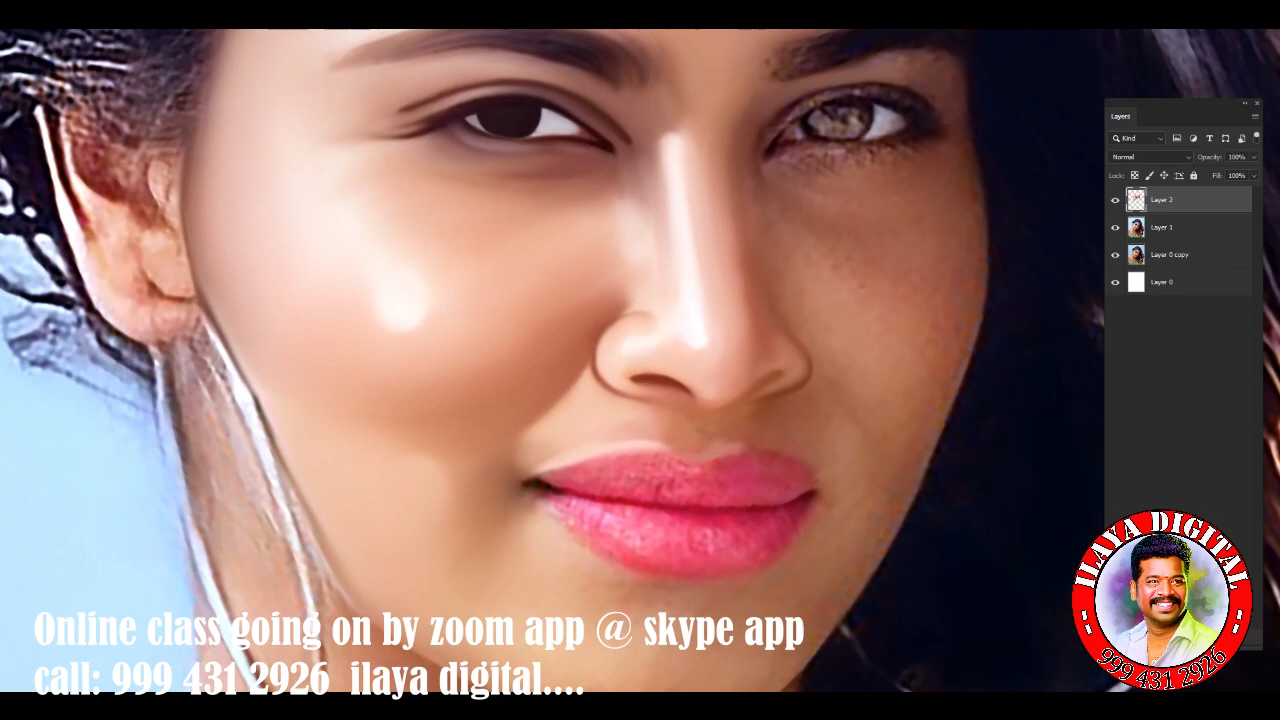 Layers
Kind
Normal
Opacity: 100%
Lock:
Fill: 100%
Layer 2
Layer 1
Layer 0 copy
Layer 0
ILAYA DIGITAL
999 431 2926
Online class going on by zoom app @ skype app
call: 999 431 2926 ilaya digital....